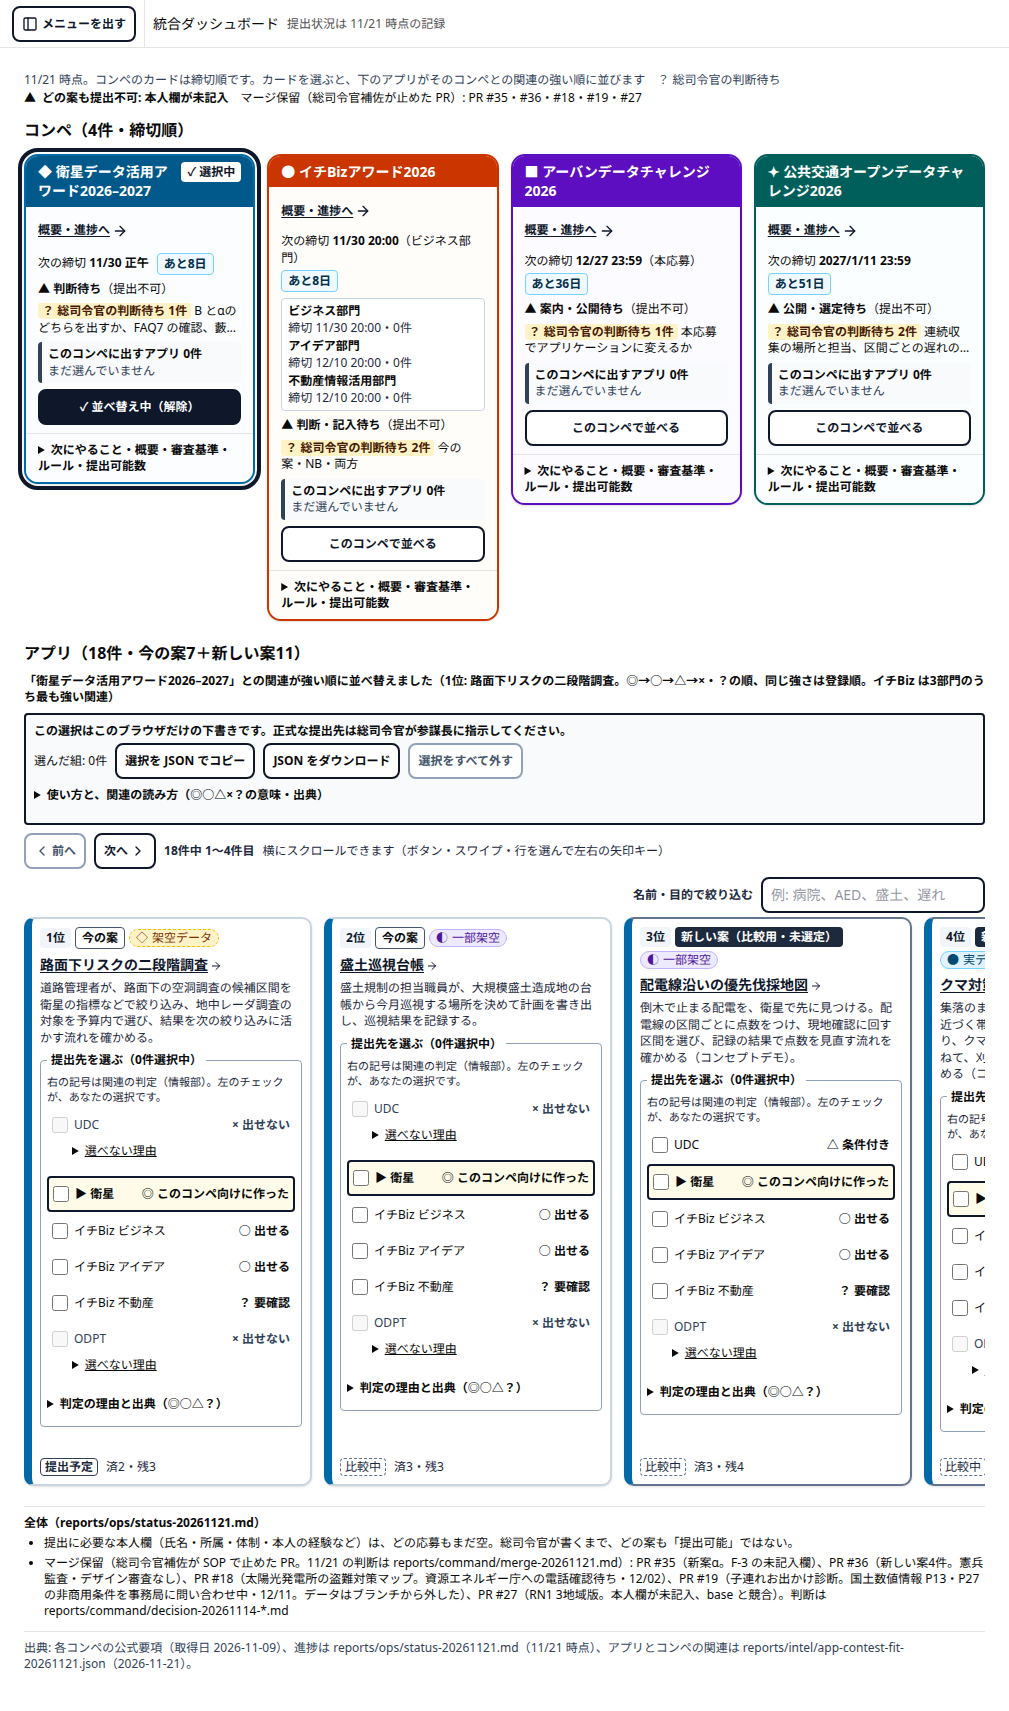 メニューを出す 統合ダッシュボード 提出状況は 11/21 時点の記録
11/21 時点。コンペのカードは締切順です。カードを選ぶと、下のアプリがそのコンペとの関連の強い順に並びます ？ 総司令官の判断待ち
▲ どの案も提出不可: 本人欄が未記入 マージ保留（総司令官補佐が止めた PR）: PR #35・#36・#18・#19・#27
コンペ（4件・締切順）
◆ 衛星データ活用ア
ワード2026–2027
✓ 選択中
概要・進捗へ →
次の締切 11/30 正午 あと8日
▲ 判断待ち（提出不可）
？ 総司令官の判断待ち 1件 B とαの
どちらを出すか、FAQ7 の確認、藪…
このコンペに出すアプリ 0件
まだ選んでいません
✓ 並べ替え中（解除）
▶ 次にやること・概要・審査基準・
ルール・提出可能数
● イチBizアワード2026
概要・進捗へ →
次の締切 11/30 20:00（ビジネス部
門）
あと8日
ビジネス部門
締切 11/30 20:00・0件
アイデア部門
締切 12/10 20:00・0件
不動産情報活用部門
締切 12/10 20:00・0件
▲ 判断・記入待ち（提出不可）
？ 総司令官の判断待ち 2件 今の
案・NB・両方
このコンペに出すアプリ 0件
まだ選んでいません
このコンペで並べる
▶ 次にやること・概要・審査基準・
ルール・提出可能数
■ アーバンデータチャレンジ
2026
概要・進捗へ →
次の締切 12/27 23:59（本応募）
あと36日
▲ 案内・公開待ち（提出不可）
？ 総司令官の判断待ち 1件 本応募
でアプリケーションに変えるか
このコンペに出すアプリ 0件
まだ選んでいません
このコンペで並べる
▶ 次にやること・概要・審査基準・
ルール・提出可能数
✦ 公共交通オープンデータチャ
レンジ2026
概要・進捗へ →
次の締切 2027/1/11 23:59
あと51日
▲ 公開・選定待ち（提出不可）
？ 総司令官の判断待ち 2件 連続収
集の場所と担当、区間ごとの遅れの…
このコンペに出すアプリ 0件
まだ選んでいません
このコンペで並べる
▶ 次にやること・概要・審査基準・
ルール・提出可能数
アプリ（18件・今の案7＋新しい案11）
「衛星データ活用アワード2026–2027」との関連が強い順に並べ替えました（1位: 路面下リスクの二段階調査。◎→○→△→×・？の順、同じ強さは登録順。イチBiz は3部門のう
ち最も強い関連）
この選択はこのブラウザだけの下書きです。正式な提出先は総司令官が参謀長に指示してください。
選んだ組: 0件 選択を JSON でコピー JSON をダウンロード 選択をすべて外す
▶ 使い方と、関連の読み方（◎○△×？の意味・出典）
前へ 次へ 18件中 1〜4件目 横にスクロールできます（ボタン・スワイプ・行を選んで左右の矢印キー）
名前・目的で絞り込む 例: 病院、AED、盛土、遅れ
1位 今の案 ◇ 架空データ
路面下リスクの二段階調査 →
道路管理者が、路面下の空洞調査の候補区間を
衛星の指標などで絞り込み、地中レーダ調査の
対象を予算内で選び、結果を次の絞り込みに活
かす流れを確かめる。
提出先を選ぶ（0件選択中）
右の記号は関連の判定（情報部）。左のチェック
が、あなたの選択です。
UDC × 出せない
▶ 選べない理由
▶ 衛星 ◎ このコンペ向けに作った
イチBiz ビジネス ○ 出せる
イチBiz アイデア ○ 出せる
イチBiz 不動産 ？ 要確認
ODPT × 出せない
▶ 選べない理由
▶ 判定の理由と出典（◎○△？）
提出予定 済2・残3
2位 今の案 ◐ 一部架空
盛土巡視台帳 →
盛土規制の担当職員が、大規模盛土造成地の台
帳から今月巡視する場所を決めて計画を書き出
し、巡視結果を記録する。
提出先を選ぶ（0件選択中）
右の記号は関連の判定（情報部）。左のチェック
が、あなたの選択です。
UDC × 出せない
▶ 選べない理由
▶ 衛星 ◎ このコンペ向けに作った
イチBiz ビジネス ○ 出せる
イチBiz アイデア ○ 出せる
イチBiz 不動産 ？ 要確認
ODPT × 出せない
▶ 選べない理由
▶ 判定の理由と出典（◎○△？）
比較中 済3・残3
3位 新しい案（比較用・未選定）
◐ 一部架空
配電線沿いの優先伐採地図 →
倒木で止まる配電を、衛星で先に見つける。配
電線の区間ごとに点数をつけ、現地確認に回す
区間を選び、記録の結果で点数を見直す流れを
確かめる（コンセプトデモ）。
提出先を選ぶ（0件選択中）
右の記号は関連の判定（情報部）。左のチェック
が、あなたの選択です。
UDC △ 条件付き
▶ 衛星 ◎ このコンペ向けに作った
イチBiz ビジネス ○ 出せる
イチBiz アイデア ○ 出せる
イチBiz 不動産 ？ 要確認
ODPT × 出せない
▶ 選べない理由
▶ 判定の理由と出典（◎○△？）
比較中 済3・残4
4位
● 実デ
クマ対
集落のま
近づく帯
り、クマ
ねて、刈
める（コ
提出先
右の記号
が、あな
▶
イ
イ
イ
▶
▶ 判定
比較中
全体（reports/ops/status-20261121.md）
• 提出に必要な本人欄（氏名・所属・体制・本人の経験など）は、どの応募もまだ空。総司令官が書くまで、どの案も「提出可能」ではない。
• マージ保留（総司令官補佐が SOP で止めた PR。11/21 の判断は reports/command/merge-20261121.md）: PR #35（新案α。F-3 の未記入欄）、PR #36（新しい案4件。憲兵
監査・デザイン審査なし）、PR #18（太陽光発電所の盗難対策マップ。資源エネルギー庁への電話確認待ち・12/02）、PR #19（子連れお出かけ診断。国土数値情報 P13・P27
の非商用条件を事務局に問い合わせ中・12/11。データはブランチから外した）、PR #27（RN1 3地域版。本人欄が未記入、base と競合）。判断は
reports/command/decision-20261114-*.md
出典: 各コンペの公式要項（取得日 2026-11-09）、進捗は reports/ops/status-20261121.md（11/21 時点）、アプリとコンペの関連は reports/intel/app-contest-fit-
20261121.json（2026-11-21）。